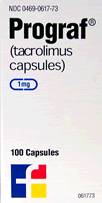 NDC 0469-0617-73
Prograf®
(tacrolimus
capsules)
1mg
100 Capsules
061773